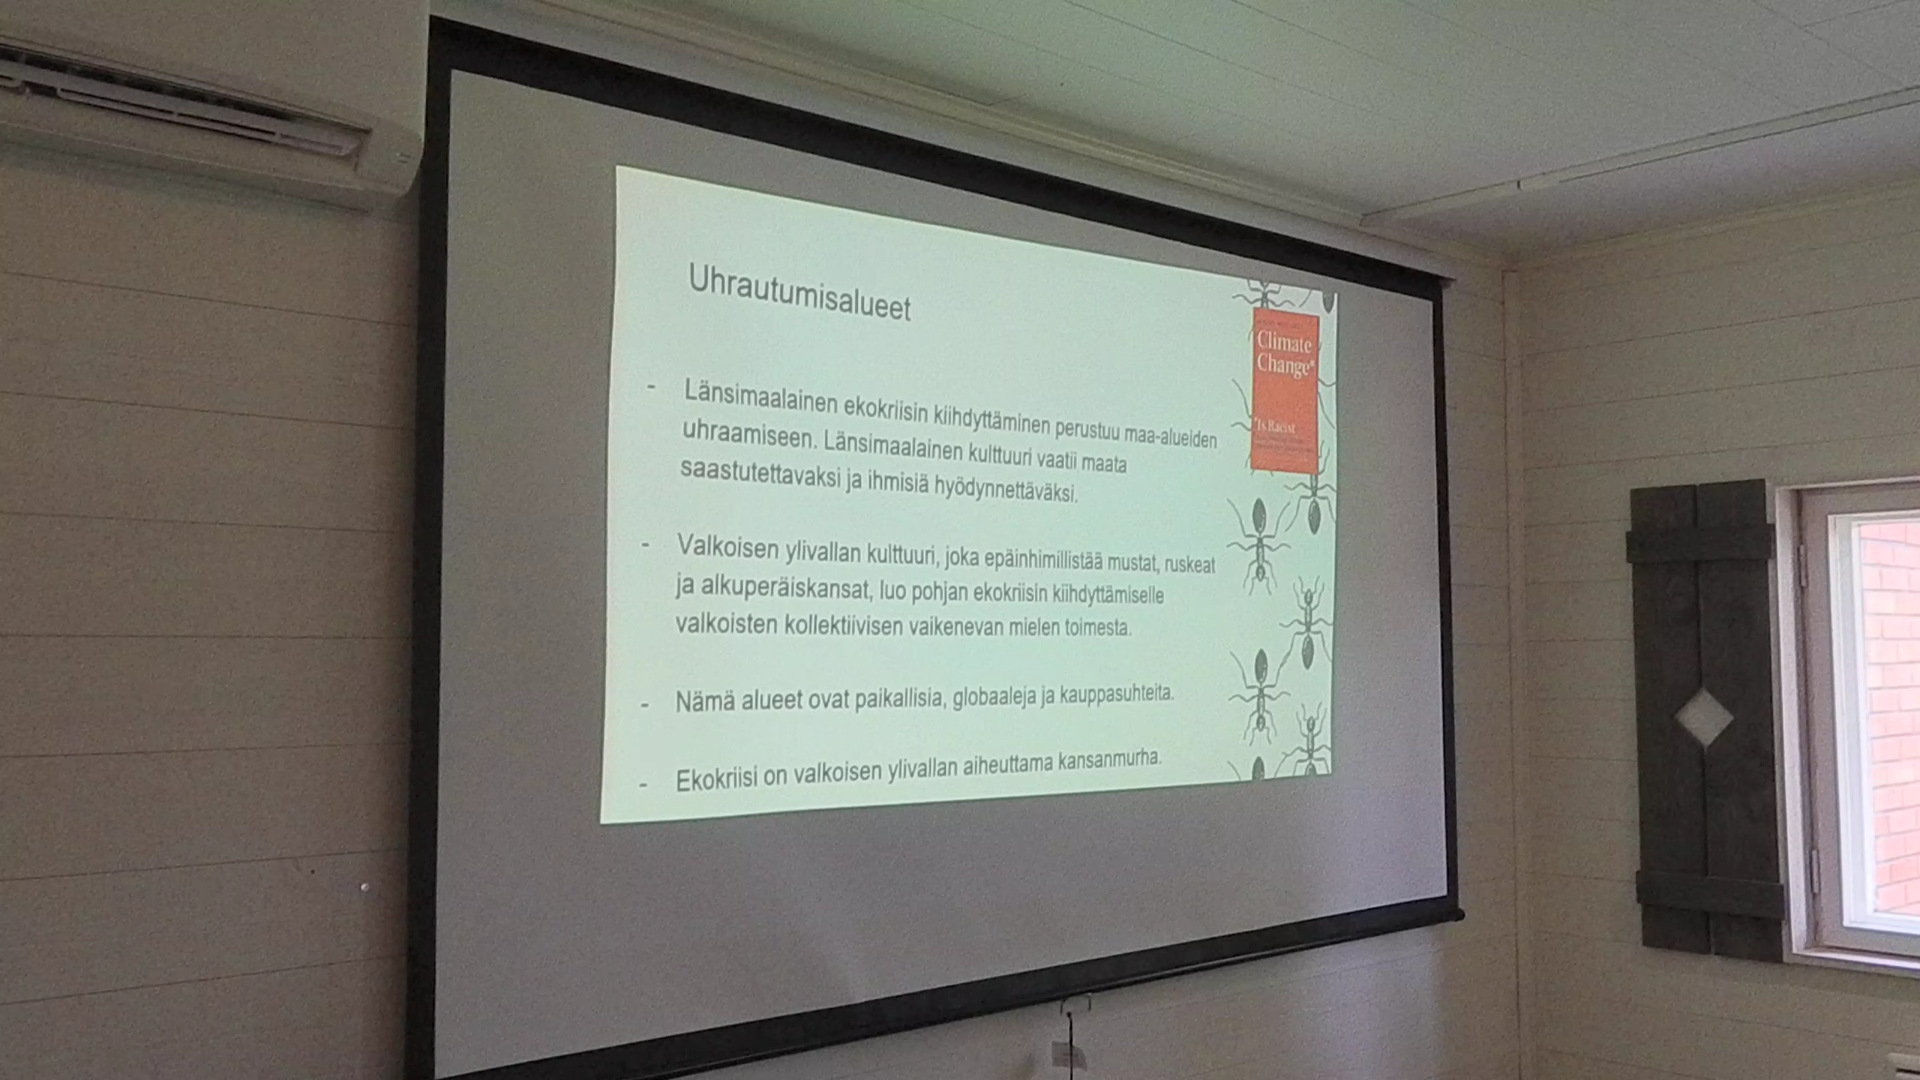 Uhrautumisalueet
- Länsimaalainen ekokriisin kiihdyttäminen perustuu maa-alueiden
uhraamiseen. Länsimaalainen kulttuuri vaatii maata
saastutettavaksi ja ihmisiä hyödynnettäväksi.
- Valkoisen ylivallan kulttuuri, joka epäinhimillistää mustat, ruskeat
ja alkuperäiskansat, luo pohjan ekokriisin kiihdyttämiselle
valkoisten kollektiivisen vaikenevan mielen toimesta.
- Nämä alueet ovat paikallisia, globaaleja ja kauppasuhteita.
- Ekokriisi on valkoisen ylivallan aiheuttama kansanmurha.
Climate
Change*
*Is Racist